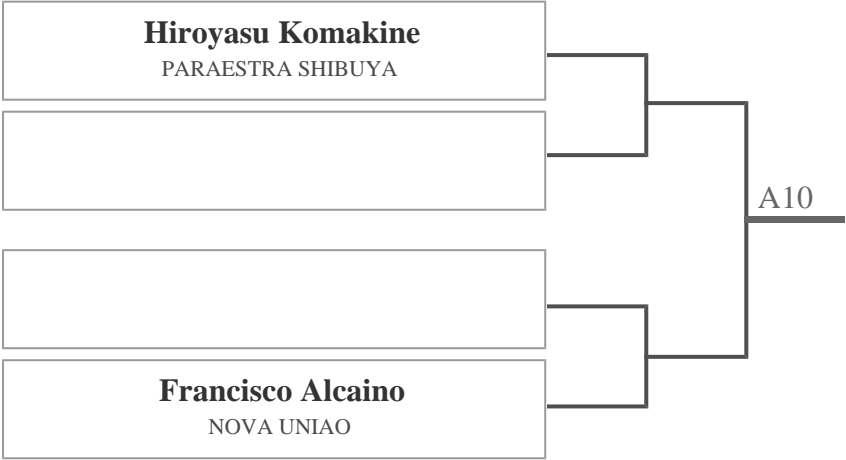 Hiroyasu Komakine
PARAESTRA SHIBUYA
A10
Francisco Alcaino
NOVA UNIAO